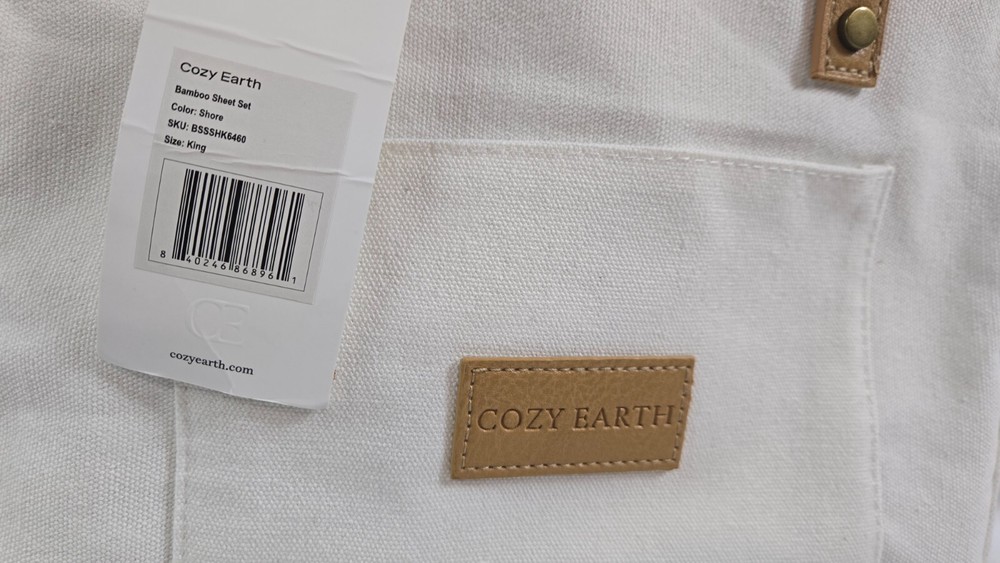 Cozy Earth
Bamboo Sheet Set
Color: Shore
SKU: BSSSHK6460
Size: King
8 40246 86896 1
CE
cozyearth.com
COZY EARTH